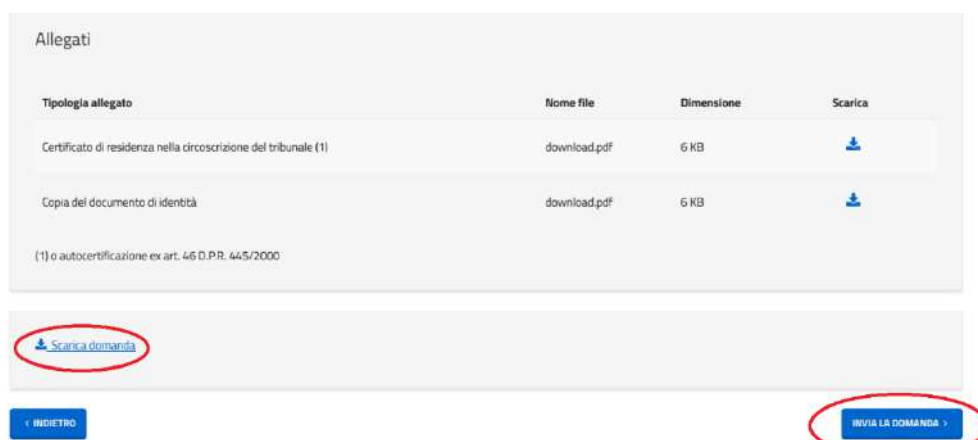 Allegati
Tipologia allegato Nome file Dimensione Scarica
Certificato di residenza nella circoscrizione del tribunale (1) download.pdf 6 KB
Copia del documento di identità download.pdf 6 KB
(1) o autocertificazione ex art. 46 D.P.R. 445/2000
Scarica domanda
< INDIETRO INVIA LA DOMANDA >